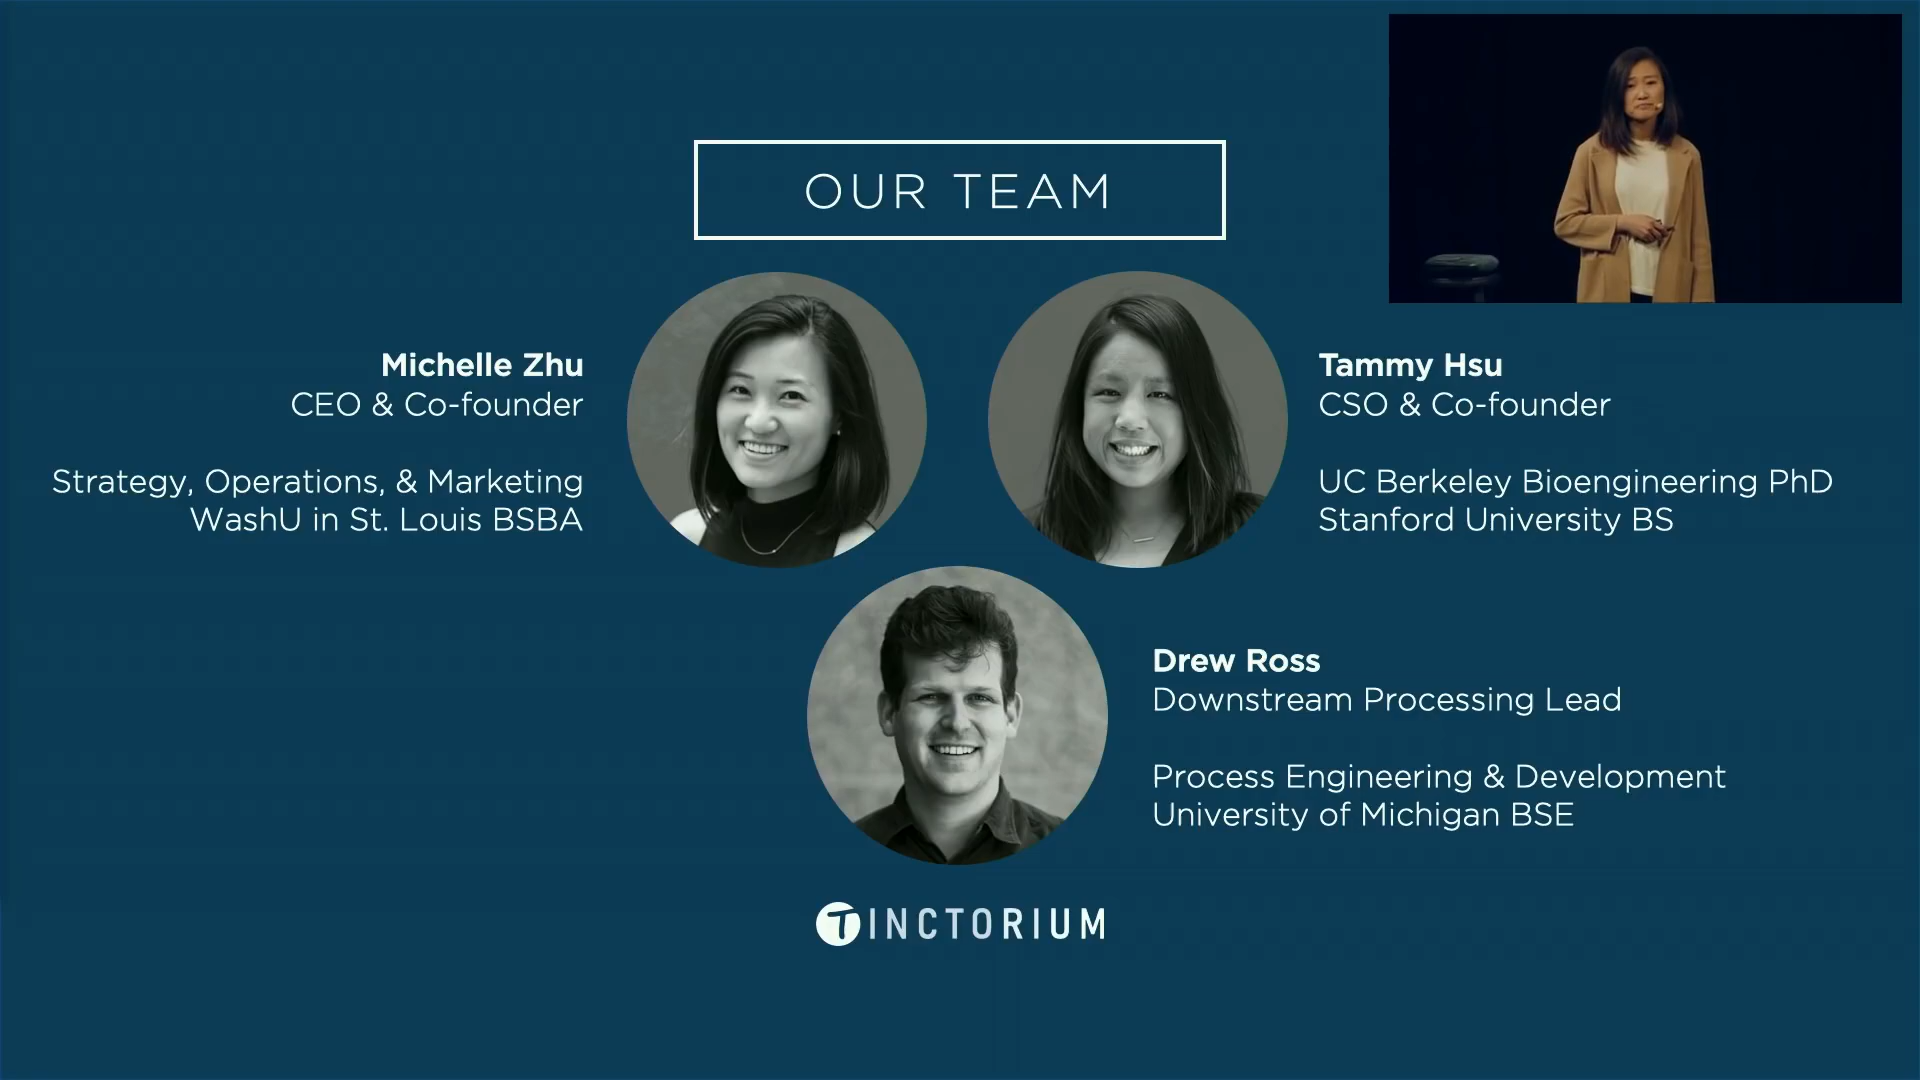 OUR TEAM
Michelle Zhu
CEO & Co-founder
Strategy, Operations, & Marketing
WashU in St. Louis BSBA
Tammy Hsu
CSO & Co-founder
UC Berkeley Bioengineering PhD
Stanford University BS
Drew Ross
Downstream Processing Lead
Process Engineering & Development
University of Michigan BSE
TINCTORIUM